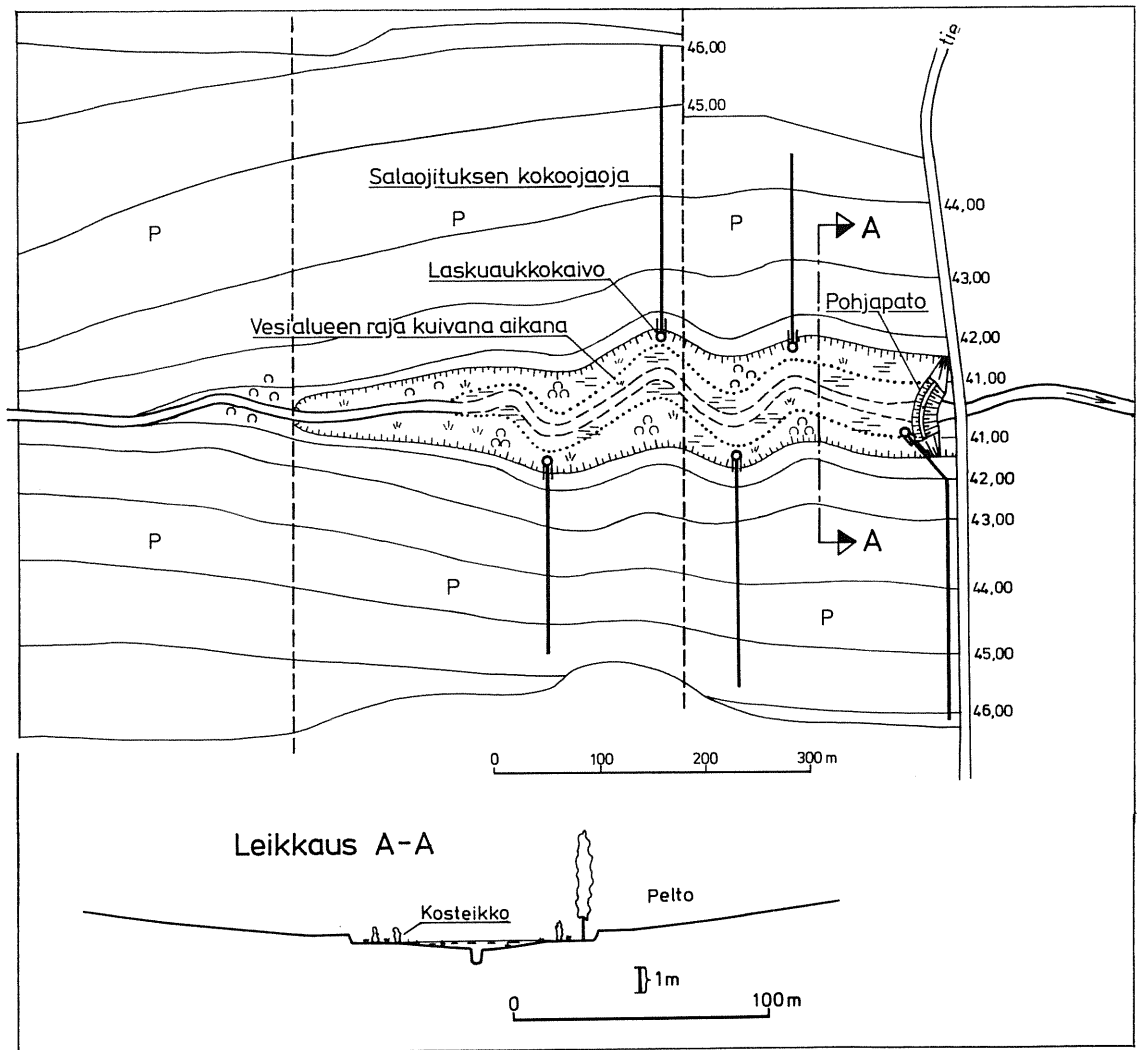 tie
46,00
45,00
Salaojituksen kokoojaoja
44,00
P
P
P
A
Laskuaukkokaivo
43,00
Pohjapato
Vesialueen raja kuivana aikana
42,00
41,00
41,00
42,00
43,00
P
A
P
44,00
P
45,00
46,00
0 100 200 300 m
Leikkaus A-A
Pelto
Kosteikko
1m
0 100 m